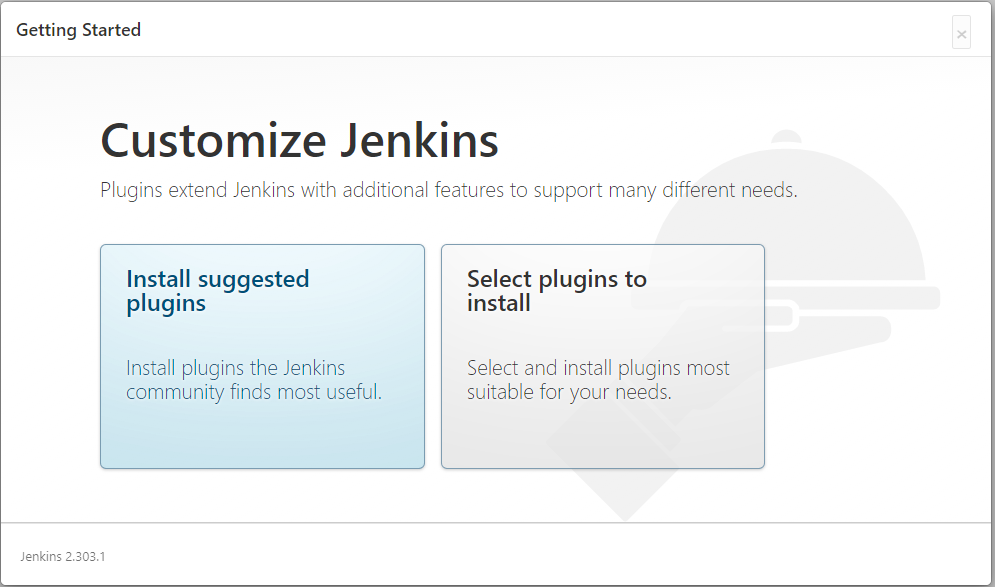 Getting Started
×
Customize Jenkins
Plugins extend Jenkins with additional features to support many different needs.
Install suggested
plugins
Install plugins the Jenkins
community finds most useful.
Select plugins to
install
Select and install plugins most
suitable for your needs.
Jenkins 2.303.1